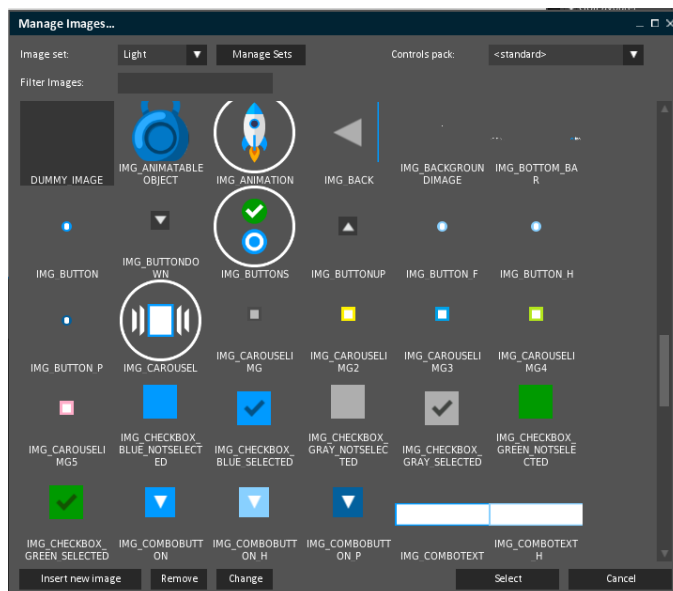 Manage Images...
Image set:
Light
Manage Sets
Controls pack:
<standard>
Filter Images:
DUMMY_IMAGE
IMG_ANIMATABLE
OBJECT
IMG_ANIMATION
IMG_BACK
IMG_BACKGROUN
DIMAGE
IMG_BOTTOM_BA
R
IMG_BUTTON
IMG_BUTTONDO
WN
IMG_BUTTONS
IMG_BUTTONUP
IMG_BUTTON_F
IMG_BUTTON_H
IMG_BUTTON_P
IMG_CAROUSEL
IMG_CAROUSELI
MG
IMG_CAROUSELI
MG2
IMG_CAROUSELI
MG3
IMG_CAROUSELI
MG4
IMG_CAROUSELI
MG5
IMG_CHECKBOX_
BLUE_NOTSELECT
ED
IMG_CHECKBOX_
BLUE_SELECTED
IMG_CHECKBOX_
GRAY_NOTSELEC
TED
IMG_CHECKBOX_
GRAY_SELECTED
IMG_CHECKBOX_
GREEN_NOTSELE
CTED
IMG_CHECKBOX_
GREEN_SELECTED
IMG_COMBOBUTT
ON
IMG_COMBOBUTT
ON_H
IMG_COMBOBUTT
ON_P
IMG_COMBOTEXT
IMG_COMBOTEXT
_H
Insert new image
Remove
Change
Select
Cancel